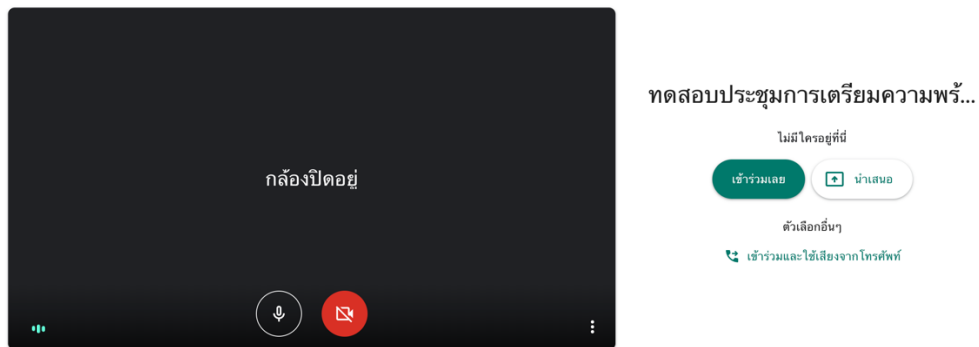 กล้องปิดอยู่
ทดสอบประชุมการเตรียมความพร้...
ไม่มีใครอยู่ที่นี่
เข้าร่วมเลย
นำเสนอ
ตัวเลือกอื่นๆ
เข้าร่วมและใช้เสียงจากโทรศัพท์